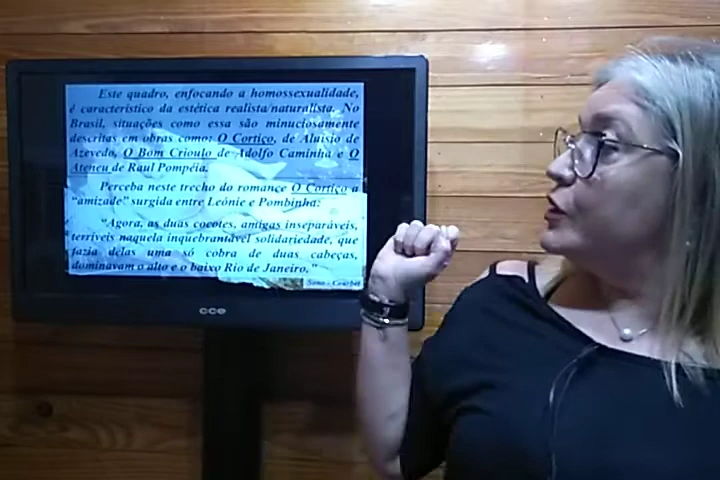 Este quadro, enfocando a homossexualidade,
é característico da estética realista/naturalista. No
Brasil, situações como essa são minuciosamente
descritas em obras como: O Cortiço, de Aluísio de
Azevedo, O Bom Crioulo de Adolfo Caminha e O
Ateneu de Raul Pompéia.
Perceba neste trecho do romance O Cortiço a
"amizade" surgida entre Leónie e Pombinha:
"Agora, as duas cocotes, amigas inseparáveis,
terríveis naquela inquebrantável solidariedade, que
fazia delas uma só cobra de duas cabeças,
dominavam o alto e o baixo Rio de Janeiro."
Sono - Courbet
cce